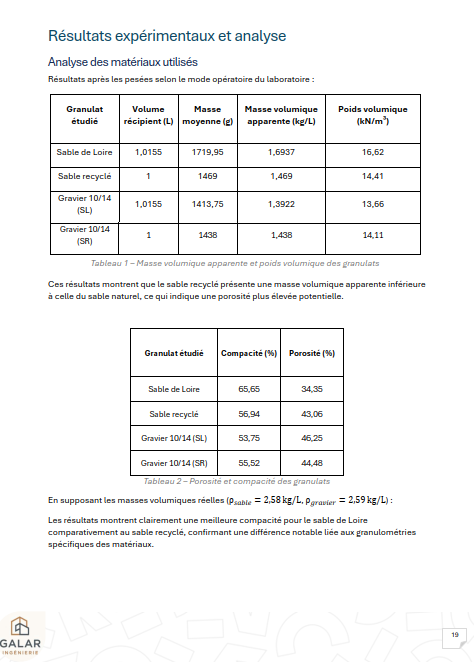 Résultats expérimentaux et analyse
Analyse des matériaux utilisés
Résultats après les pesées selon le mode opératoire du laboratoire :
Granulat étudié | Volume récipient (L) | Masse moyenne (g) | Masse volumique apparente (kg/L) | Poids volumique (kN/m³)
Sable de Loire | 1,0155 | 1719,95 | 1,6937 | 16,62
Sable recyclé | 1 | 1469 | 1,469 | 14,41
Gravier 10/14 (SL) | 1,0155 | 1413,75 | 1,3922 | 13,66
Gravier 10/14 (SR) | 1 | 1438 | 1,438 | 14,11
Tableau 1 – Masse volumique apparente et poids volumique des granulats
Ces résultats montrent que le sable recyclé présente une masse volumique apparente inférieure
à celle du sable naturel, ce qui indique une porosité plus élevée potentielle.
Granulat étudié | Compacité (%) | Porosité (%)
Sable de Loire | 65,65 | 34,35
Sable recyclé | 56,94 | 43,06
Gravier 10/14 (SL) | 53,75 | 46,25
Gravier 10/14 (SR) | 55,52 | 44,48
Tableau 2 – Porosité et compacité des granulats
En supposant les masses volumiques réelles (ρsable = 2,58 kg/L, ρgravier = 2,59 kg/L) :
Les résultats montrent clairement une meilleure compacité pour le sable de Loire
comparativement au sable recyclé, confirmant une différence notable liée aux granulométries
spécifiques des matériaux.
GALAR
INGÉNIERIE
19